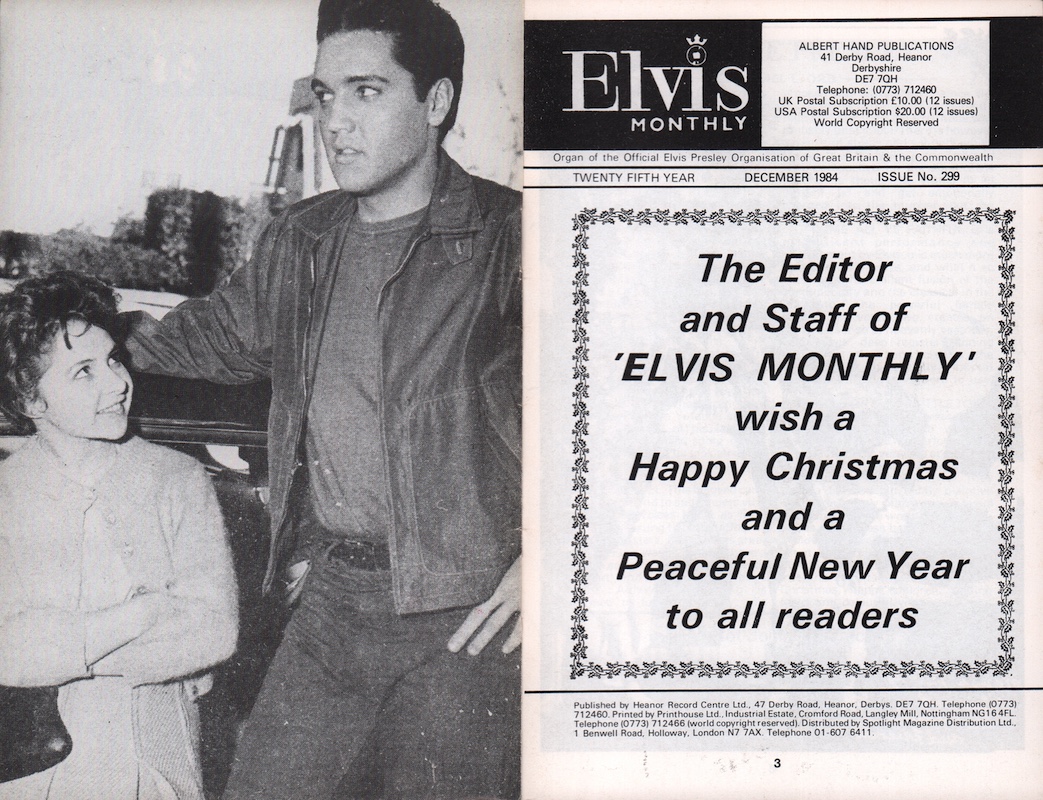 Elvis
MONTHLY
ALBERT HAND PUBLICATIONS
41 Derby Road, Heanor
Derbyshire
DE7 7QH
Telephone: (0773) 712460
UK Postal Subscription £10.00 (12 issues)
USA Postal Subscription $20.00 (12 issues)
World Copyright Reserved
Organ of the Official Elvis Presley Organisation of Great Britain & the Commonwealth
TWENTY FIFTH YEAR DECEMBER 1984 ISSUE No. 299
The Editor
and Staff of
'ELVIS MONTHLY'
wish a
Happy Christmas
and a
Peaceful New Year
to all readers
Published by Heanor Record Centre Ltd., 47 Derby Road, Heanor, Derbys. DE7 7QH. Telephone (0773)
712460. Printed by Printhouse Ltd., Industrial Estate, Cromford Road, Langley Mill, Nottingham NG16 4FL.
Telephone (0773) 712466 (world copyright reserved). Distributed by Spotlight Magazine Distribution Ltd.,
1 Benwell Road, Holloway, London N7 7AX. Telephone 01-607 6411.
3